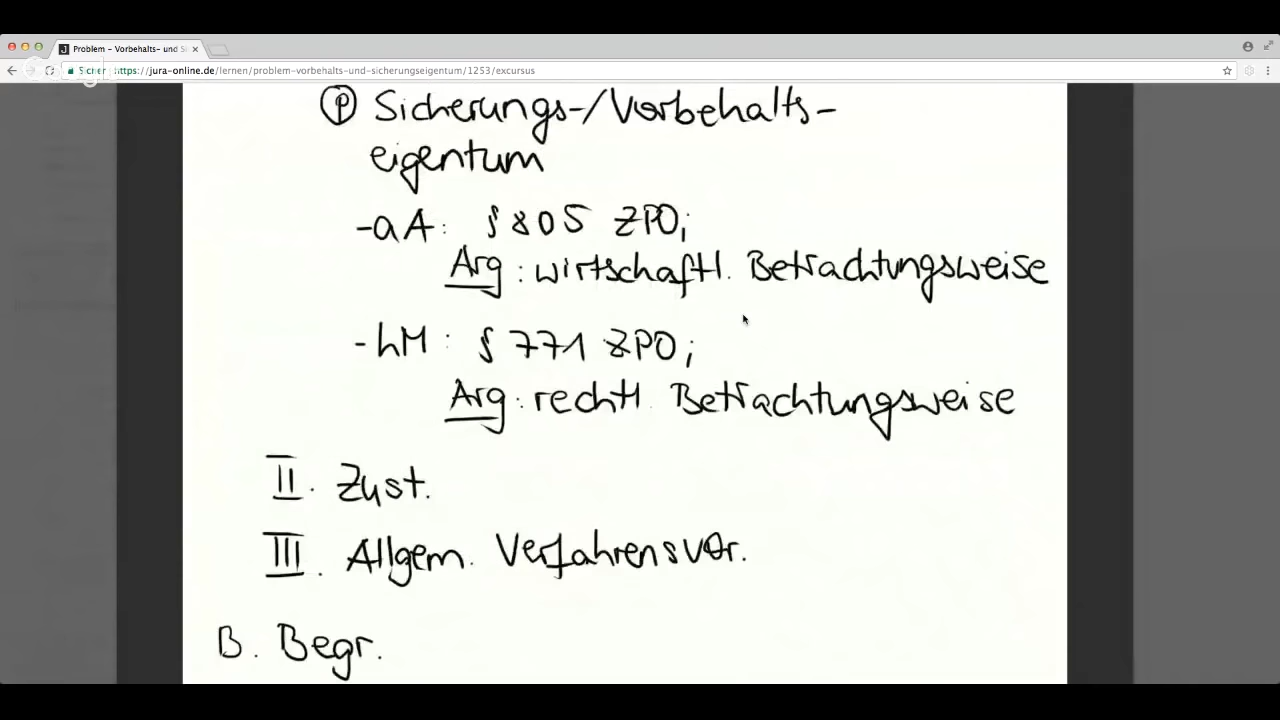 Problem - Vorbehalts- und Si
Sicher https://jura-online.de/lernen/problem-vorbehalts-und-sicherungseigentum/1253/excursus
Ⓟ Sicherungs-/Vorbehalts-
eigentum
-aA: § 805 ZPO;
Arg: wirtschaftl. Betrachtungsweise
-hM: § 771 ZPO;
Arg: rechtl. Betrachtungsweise
II. Zust.
III. Allgem. Verfahrensvor.
B. Begr.